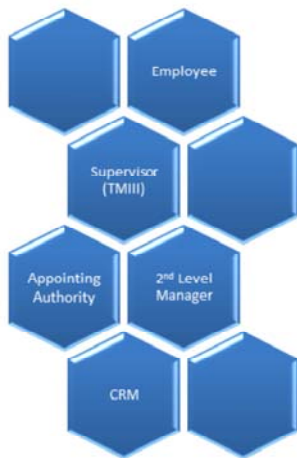 Employee
Supervisor
(TMIII)
Appointing
Authority
2nd Level
Manager
CRM